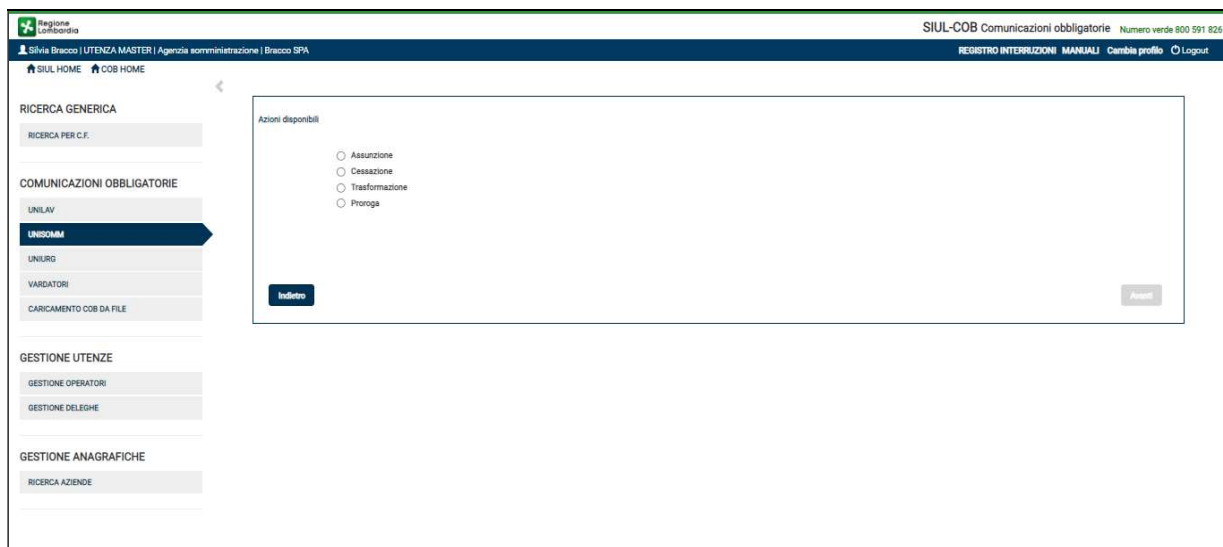 Regione
Lombardia
SIUL-COB Comunicazioni obbligatorie Numero verde 800 591 826
Silvia Bracco | UTENZA MASTER | Agenzia somministrazione | Bracco SPA
REGISTRO INTERRUZIONI MANUALI Cambia profilo Logout
SIUL HOME COB HOME
RICERCA GENERICA
RICERCA PER C.F.
COMUNICAZIONI OBBLIGATORIE
UNILAV
UNISOMM
UNIURG
VARDATORI
CARICAMENTO COB DA FILE
GESTIONE UTENZE
GESTIONE OPERATORI
GESTIONE DELEGHE
GESTIONE ANAGRAFICHE
RICERCA AZIENDE
Azioni disponibili
Assunzione
Cessazione
Trasformazione
Proroga
Indietro
Avanti